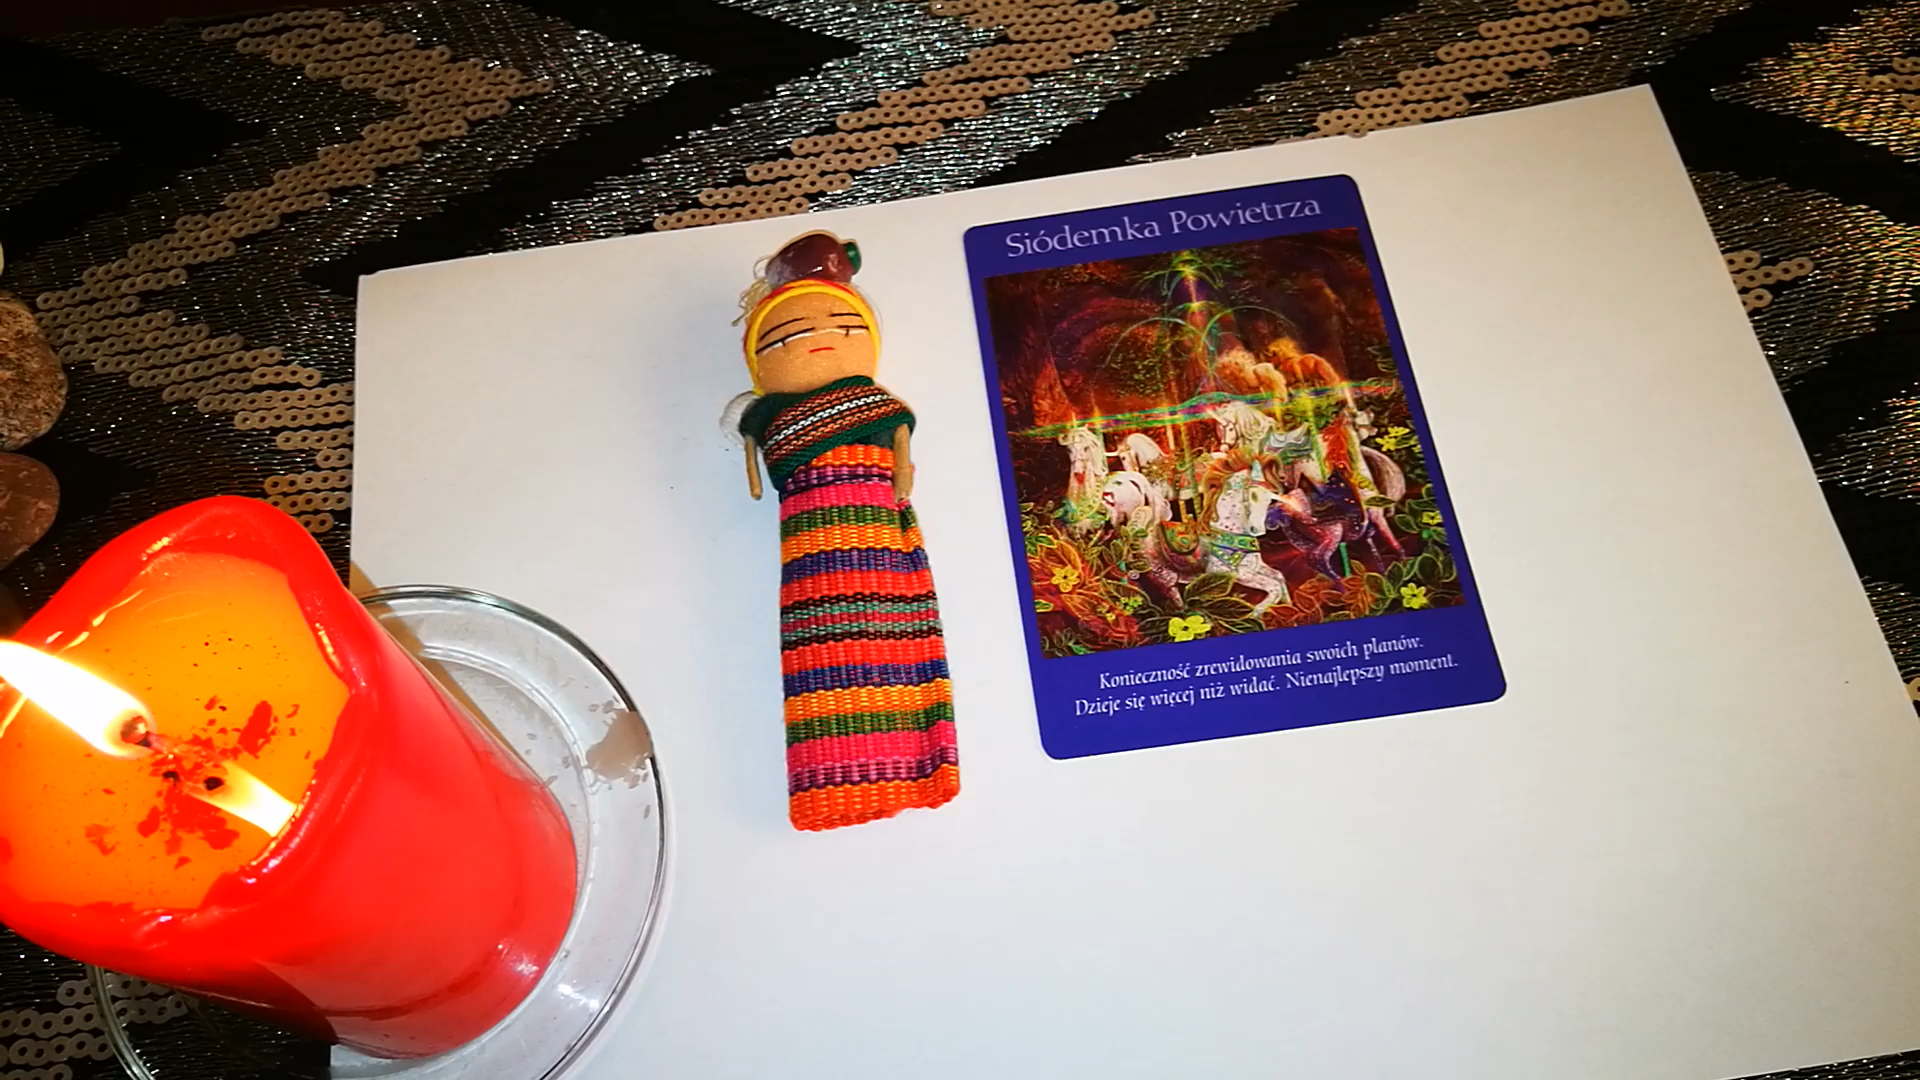 Siódemka Powietrza
Konieczność zrewidowania swoich planów.
Dzieje się więcej niż widać. Nienajlepszy moment.